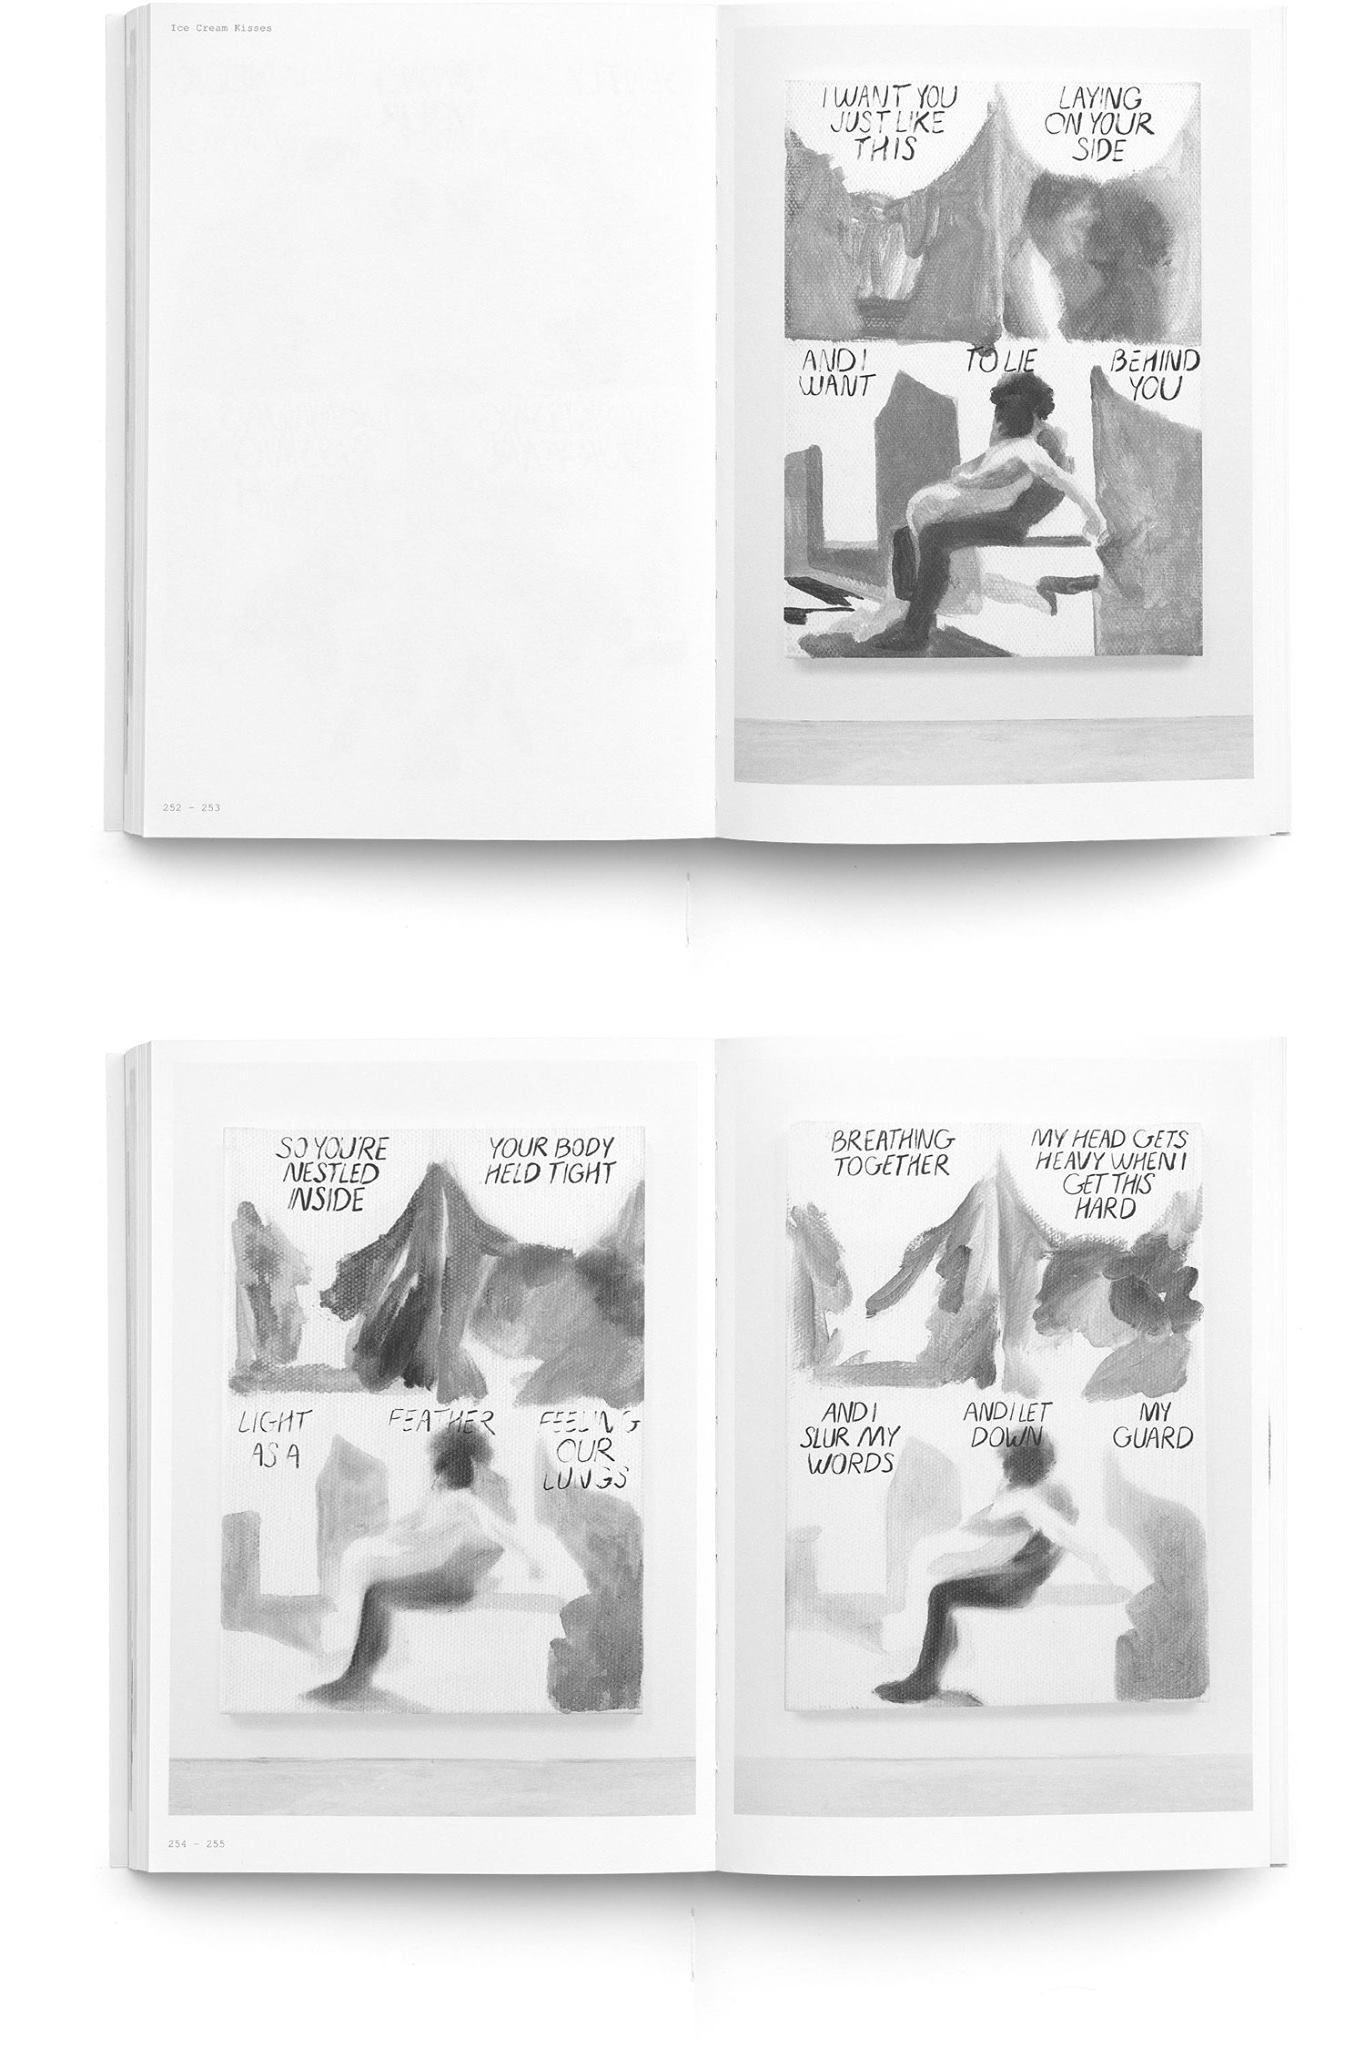 Ice Cream Kisses
I WANT YOU
JUST LIKE
THIS
LAYING
ON YOUR
SIDE
AND I
WANT
TO LIE
BEHIND
YOU
252 – 253
SO YOU'RE
NESTLED
INSIDE
YOUR BODY
HELD TIGHT
LIGHT
AS A
FEATHER
FEELING
OUR
LUNGS
BREATHING
TOGETHER
MY HEAD GETS
HEAVY WHEN I
GET THIS
HARD
AND I
SLUR MY
WORDS
AND I LET
DOWN
MY
GUARD
254 – 255